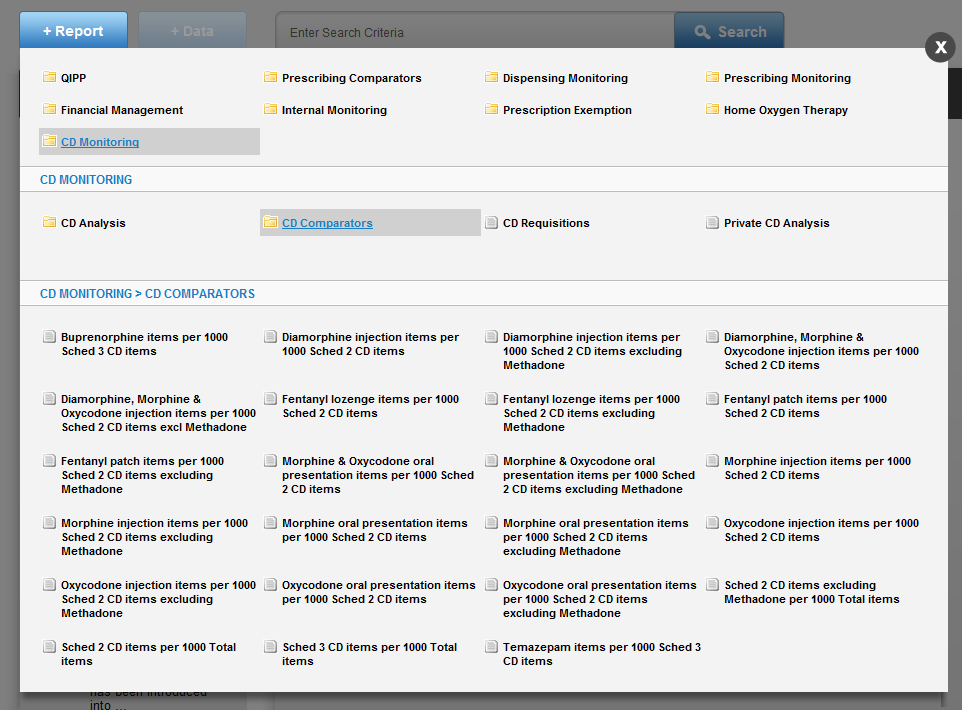 + Report
+ Data
Enter Search Criteria
Search
X
QIPP
Prescribing Comparators
Dispensing Monitoring
Prescribing Monitoring
Financial Management
Internal Monitoring
Prescription Exemption
Home Oxygen Therapy
CD Monitoring
CD MONITORING
CD Analysis
CD Comparators
CD Requisitions
Private CD Analysis
CD MONITORING > CD COMPARATORS
Buprenorphine items per 1000
Sched 3 CD items
Diamorphine injection items per
1000 Sched 2 CD items
Diamorphine injection items per
1000 Sched 2 CD items excluding
Methadone
Diamorphine, Morphine &
Oxycodone injection items per 1000
Sched 2 CD items
Diamorphine, Morphine &
Oxycodone injection items per 1000
Sched 2 CD items excl Methadone
Fentanyl lozenge items per 1000
Sched 2 CD items
Fentanyl lozenge items per 1000
Sched 2 CD items excluding
Methadone
Fentanyl patch items per 1000
Sched 2 CD items
Fentanyl patch items per 1000
Sched 2 CD items excluding
Methadone
Morphine & Oxycodone oral
presentation items per 1000 Sched
2 CD items
Morphine & Oxycodone oral
presentation items per 1000 Sched
2 CD items excluding Methadone
Morphine injection items per 1000
Sched 2 CD items
Morphine injection items per 1000
Sched 2 CD items excluding
Methadone
Morphine oral presentation items
per 1000 Sched 2 CD items
Morphine oral presentation items
per 1000 Sched 2 CD items
excluding Methadone
Oxycodone injection items per 1000
Sched 2 CD items
Oxycodone injection items per 1000
Sched 2 CD items excluding
Methadone
Oxycodone oral presentation items
per 1000 Sched 2 CD items
Oxycodone oral presentation items
per 1000 Sched 2 CD items
excluding Methadone
Sched 2 CD items excluding
Methadone per 1000 Total items
Sched 2 CD items per 1000 Total
items
Sched 3 CD items per 1000 Total
items
Temazepam items per 1000 Sched 3
CD items
has been introduced
into ...